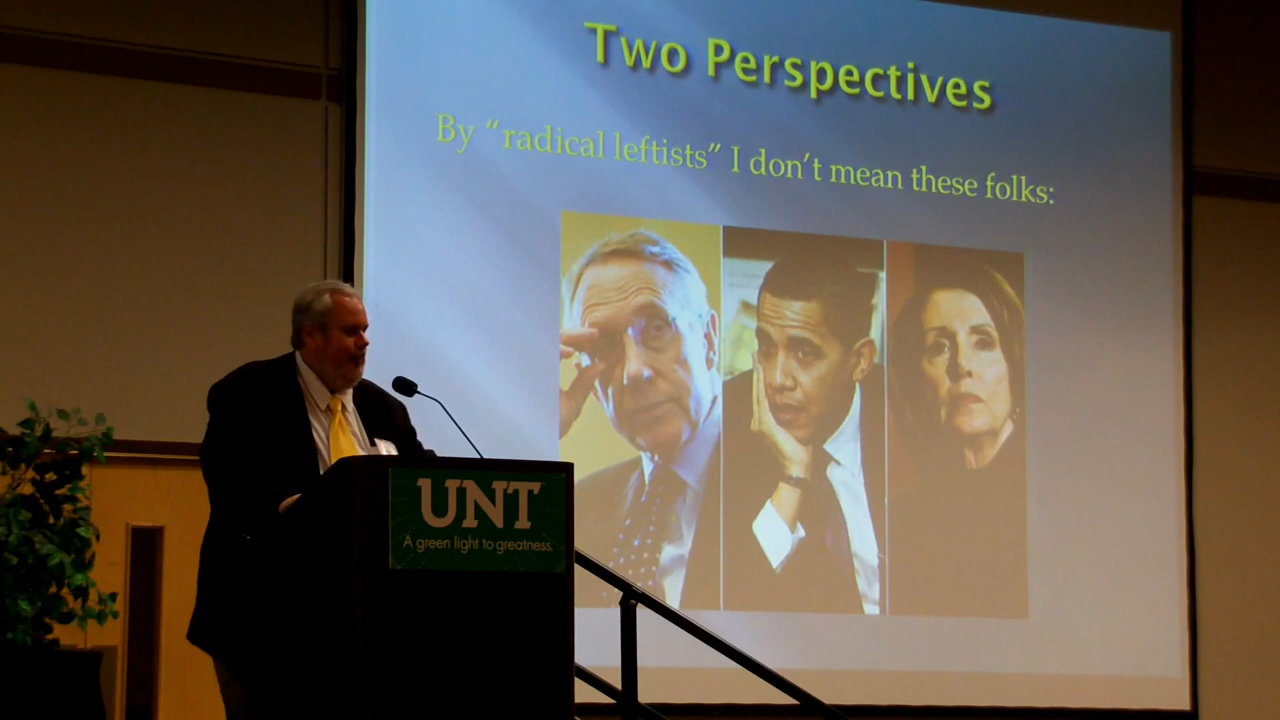 Two Perspectives
By “radical leftists” I don’t mean these folks:
UNT
A green light to greatness.